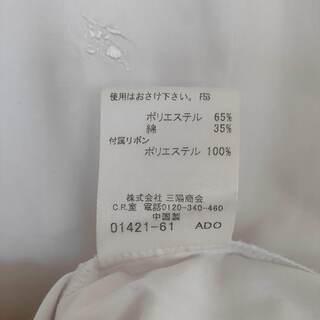 使用はおさけ下さい。F53
ポリエステル 65%
綿 35%
付属リボン
ポリエステル 100%
株式会社 三陽商会
C.R.室 電話0120-340-460
中国製
01421-61 ADO